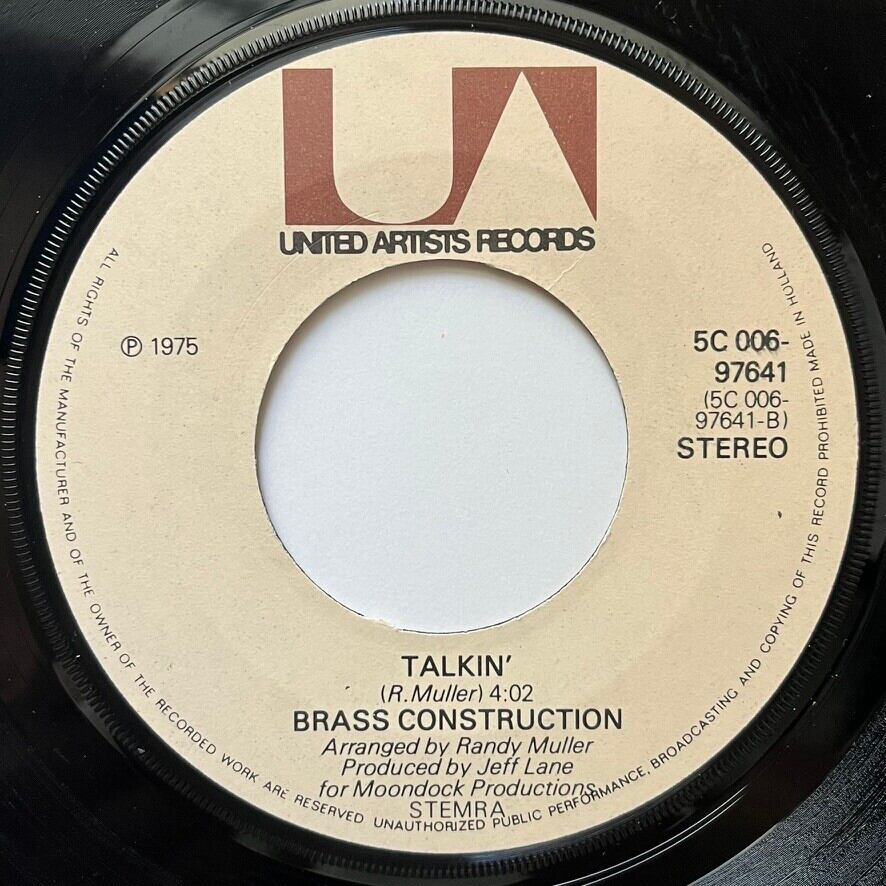 UA
UNITED ARTISTS RECORDS
℗ 1975
5C 006-
97641
(5C 006-
97641-B)
STEREO
TALKIN'
(R. Muller) 4:02
BRASS CONSTRUCTION
Arranged by Randy Muller
Produced by Jeff Lane
for Moondock Productions
STEMRA
ALL RIGHTS OF THE MANUFACTURER AND OF THE OWNER OF THE RECORDED WORK ARE RESERVED UNAUTHORIZED PUBLIC PERFORMANCE, BROADCASTING AND COPYING OF THIS RECORD PROHIBITED MADE IN HOLLAND